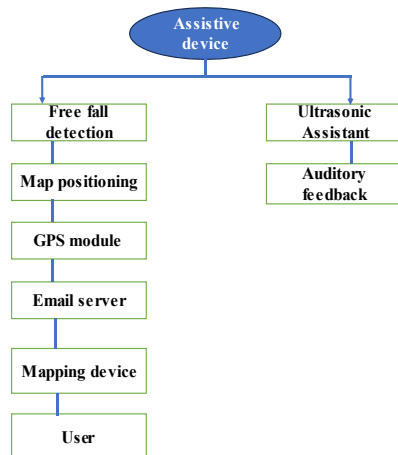 Assistive
device
Free fall
detection
Map positioning
GPS module
Email server
Mapping device
User
Ultrasonic
Assistant
Auditory
feedback